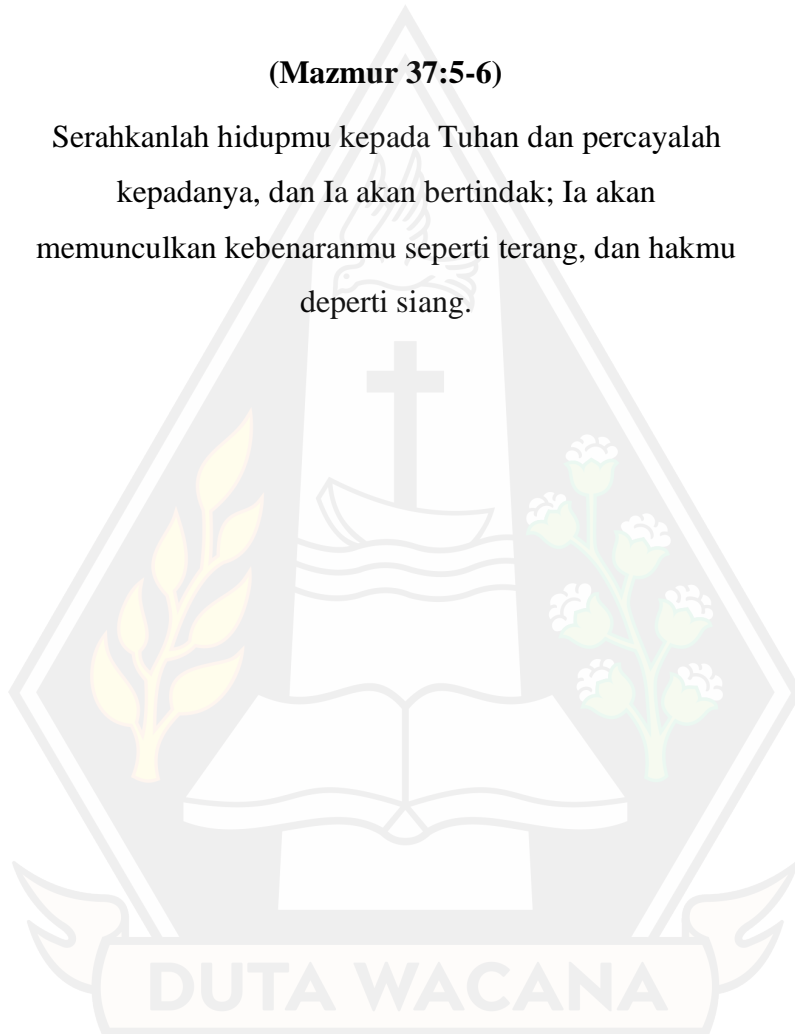 (Mazmur 37:5-6)
Serahkanlah hidupmu kepada Tuhan dan percayalah
kepadanya, dan Ia akan bertindak; Ia akan
memunculkan kebenaranmu seperti terang, dan hakmu
deperti siang.
DUTA WACANA